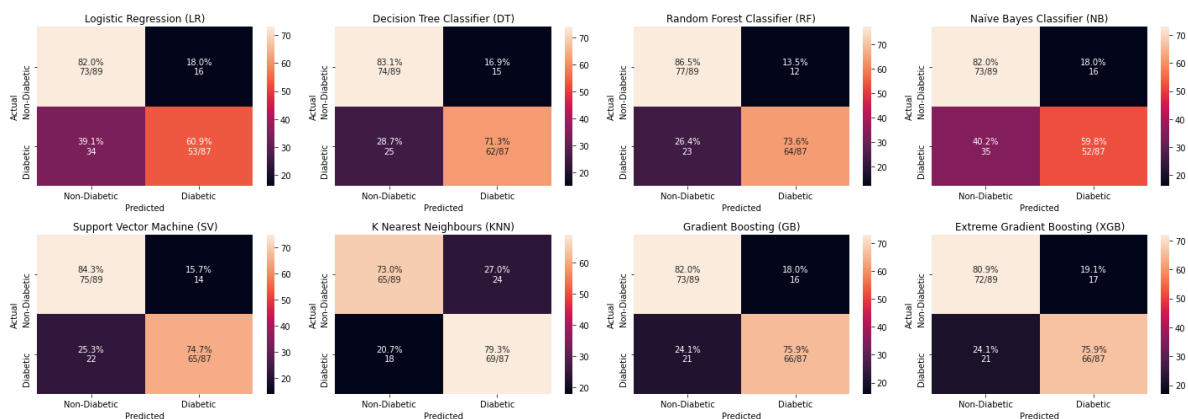 Logistic Regression (LR)
82.0%
73/89
18.0%
16
39.1%
34
60.9%
53/87
Actual
Non-Diabetic
Diabetic
Non-Diabetic
Diabetic
Predicted
70
60
50
40
30
20
Decision Tree Classifier (DT)
83.1%
74/89
16.9%
15
28.7%
25
71.3%
62/87
Actual
Non-Diabetic
Diabetic
Non-Diabetic
Diabetic
Predicted
70
60
50
40
30
20
Random Forest Classifier (RF)
86.5%
77/89
13.5%
12
26.4%
23
73.6%
64/87
Actual
Non-Diabetic
Diabetic
Non-Diabetic
Diabetic
Predicted
70
60
50
40
30
20
Naïve Bayes Classifier (NB)
82.0%
73/89
18.0%
16
40.2%
35
59.8%
52/87
Actual
Non-Diabetic
Diabetic
Non-Diabetic
Diabetic
Predicted
70
60
50
40
30
20
Support Vector Machine (SV)
84.3%
75/89
15.7%
14
25.3%
22
74.7%
65/87
Actual
Non-Diabetic
Diabetic
Non-Diabetic
Diabetic
Predicted
70
60
50
40
30
20
K Nearest Neighbours (KNN)
73.0%
65/89
27.0%
24
20.7%
18
79.3%
69/87
Actual
Non-Diabetic
Diabetic
Non-Diabetic
Diabetic
Predicted
60
50
40
30
20
Gradient Boosting (GB)
82.0%
73/89
18.0%
16
24.1%
21
75.9%
66/87
Actual
Non-Diabetic
Diabetic
Non-Diabetic
Diabetic
Predicted
70
60
50
40
30
20
Extreme Gradient Boosting (XGB)
80.9%
72/89
19.1%
17
24.1%
21
75.9%
66/87
Actual
Non-Diabetic
Diabetic
Non-Diabetic
Diabetic
Predicted
70
60
50
40
30
20